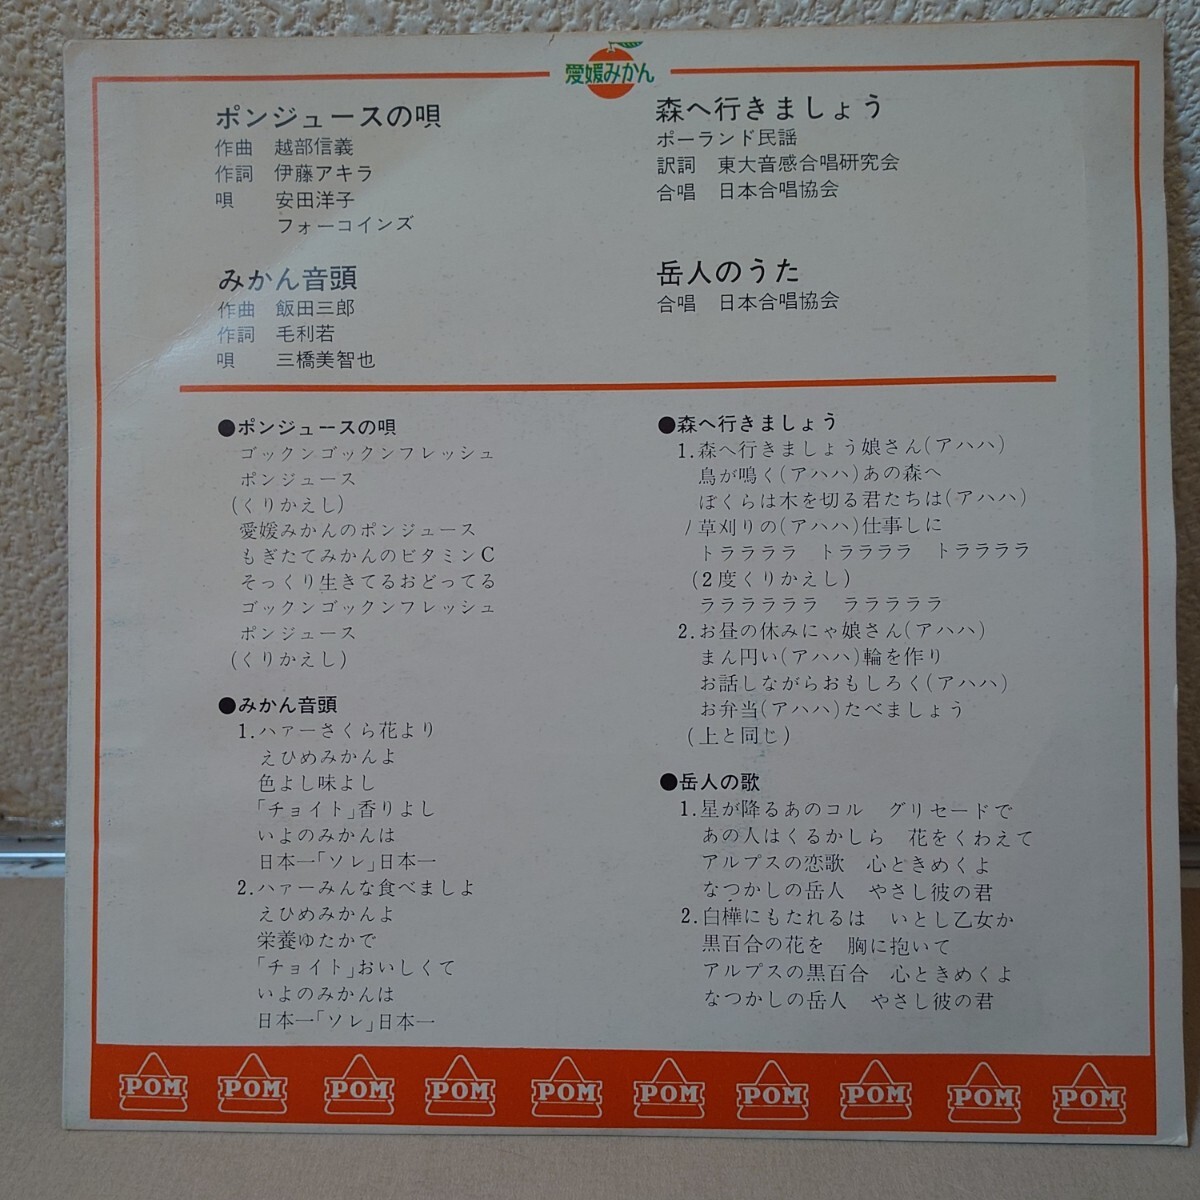 愛媛みかん
ポンジュースの唄
作曲 越部信義
作詞 伊藤アキラ
唄 安田洋子
フォーコインズ
みかん音頭
作曲 飯田三郎
作詞 毛利若
唄 三橋美智也
森へ行きましょう
ポーランド民謡
訳詞 東大音感合唱研究会
合唱 日本合唱協会
岳人のうた
合唱 日本合唱協会
●ポンジュースの唄
ゴックンゴックンフレッシュ
ポンジュース
(くりかえし)
愛媛みかんのポンジュース
もぎたてみかんのビタミンC
そっくり生きてるおどってる
ゴックンゴックンフレッシュ
ポンジュース
(くりかえし)
●みかん音頭
1.ハァーさくら花より
えひめみかんよ
色よし味よし
「チョイト」香りよし
いよのみかんは
日本一「ソレ」日本一
2.ハァーみんな食べましよ
えひめみかんよ
栄養ゆたかで
「チョイト」おいしくて
いよのみかんは
日本一「ソレ」日本一
●森へ行きましょう
1.森へ行きましょう娘さん(アハハ)
鳥が鳴く(アハハ)あの森へ
ぼくらは木を切る君たちは(アハハ)
/草刈りの(アハハ)仕事しに
トララララ トララララ トララララ
(2度くりかえし)
ララララララ ラララララ
2.お昼の休みにゃ娘さん(アハハ)
まん円い(アハハ)輪を作り
お話しながらおもしろく(アハハ)
お弁当(アハハ)たべましょう
(上と同じ)
●岳人の歌
1.星が降るあのコル グリセードで
あの人はくるかしら 花をくわえて
アルプスの恋歌 心ときめくよ
なつかしの岳人 やさし彼の君
2.白樺にもたれるは いとし乙女か
黒百合の花を 胸に抱いて
アルプスの黒百合 心ときめくよ
なつかしの岳人 やさし彼の君
POM POM POM POM POM POM POM POM POM POM